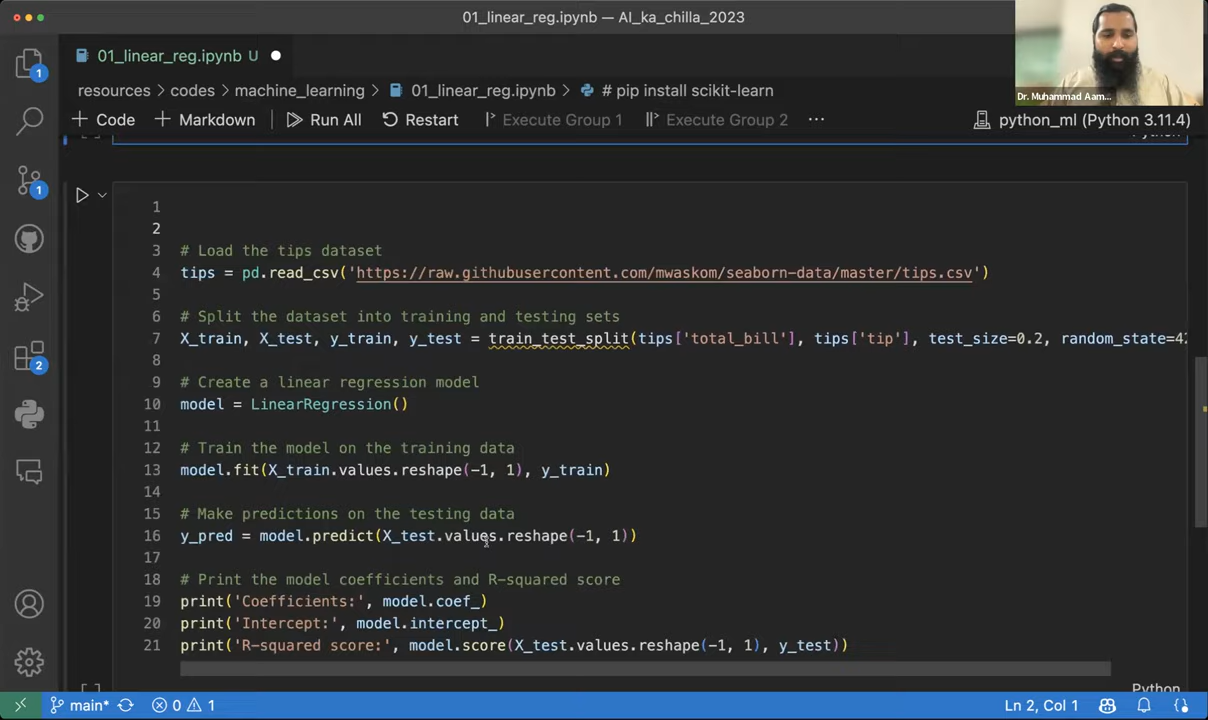 01_linear_reg.ipynb — AI_ka_chilla_2023
01_linear_reg.ipynb U
resources > codes > machine_learning > 01_linear_reg.ipynb > # pip install scikit-learn
Dr. Muhammad Aam...
+ Code + Markdown Run All Restart Execute Group 1 Execute Group 2 ... python_ml (Python 3.11.4)
1
1
2
1
2
3 # Load the tips dataset
4 tips = pd.read_csv('https://raw.githubusercontent.com/mwaskom/seaborn-data/master/tips.csv')
5
6 # Split the dataset into training and testing sets
7 X_train, X_test, y_train, y_test = train_test_split(tips['total_bill'], tips['tip'], test_size=0.2, random_state=42
8
9 # Create a linear regression model
10 model = LinearRegression()
11
12 # Train the model on the training data
13 model.fit(X_train.values.reshape(-1, 1), y_train)
14
15 # Make predictions on the testing data
16 y_pred = model.predict(X_test.values.reshape(-1, 1))
17
18 # Print the model coefficients and R-squared score
19 print('Coefficients:', model.coef_)
20 print('Intercept:', model.intercept_)
21 print('R-squared score:', model.score(X_test.values.reshape(-1, 1), y_test))
Python
main* 0 1 Ln 2, Col 1